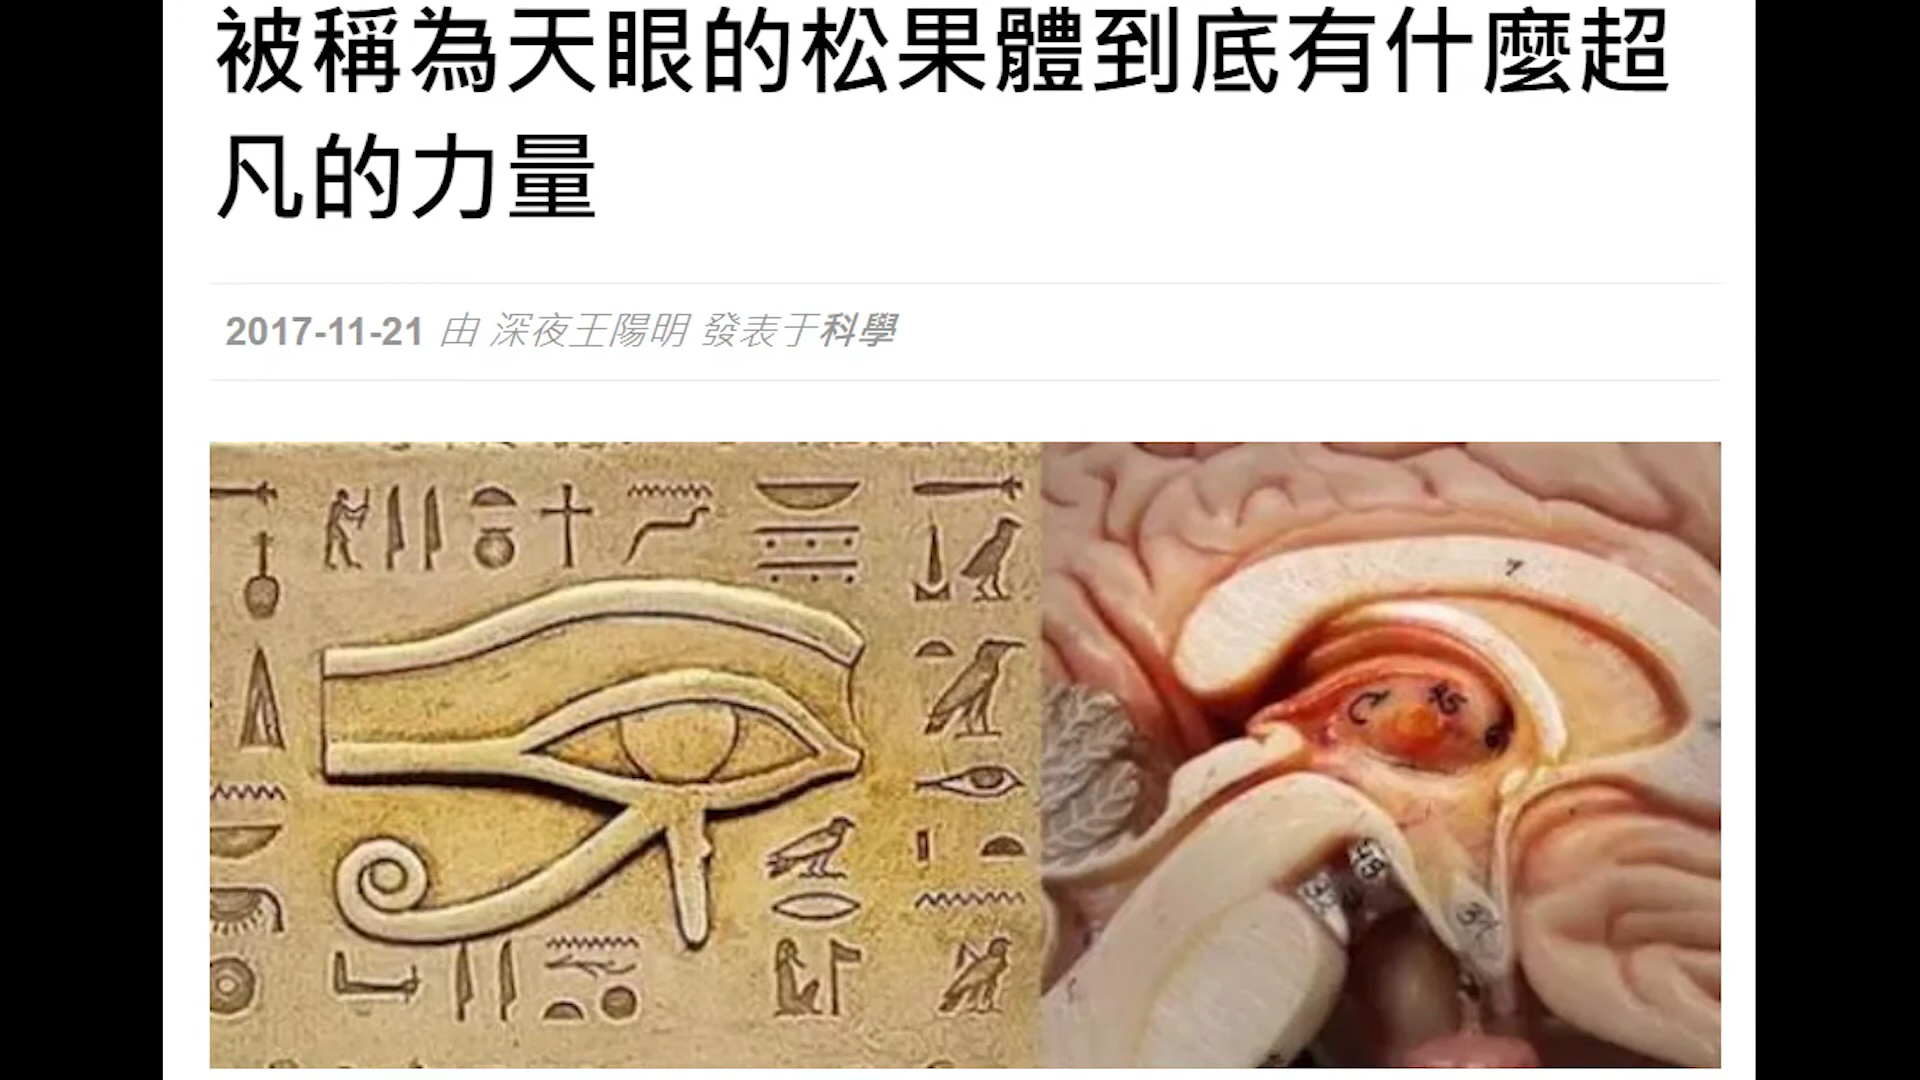 被稱為天眼的松果體到底有什麼超
凡的力量
2017-11-21 由 深夜王陽明 發表于科學